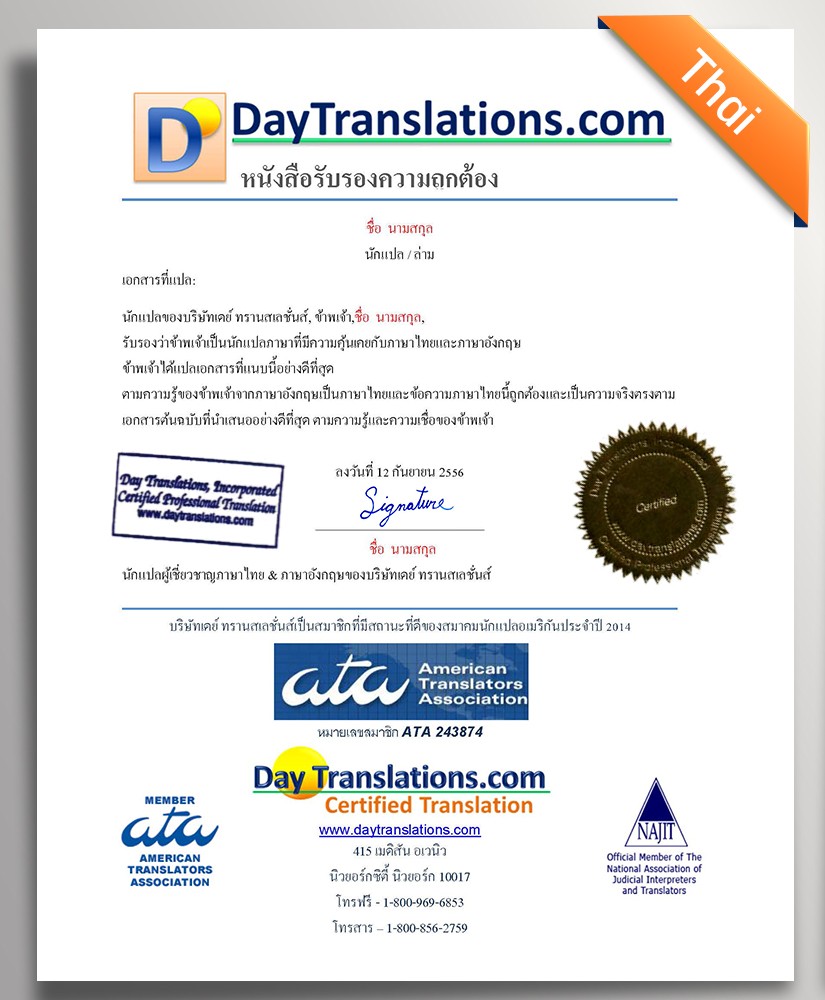 Thai
D DayTranslations.com
หนังสือรับรองความถูกต้อง
ชื่อ นามสกุล
นักแปล / ล่าม
เอกสารที่แปล:
นักแปลของบริษัทเดย์ ทรานสเลชั่นส์, ข้าพเจ้า,ชื่อ นามสกุล,
รับรองว่าข้าพเจ้าเป็นนักแปลภาษาที่มีความคุ้นเคยกับภาษาไทยและภาษาอังกฤษ
ข้าพเจ้าได้แปลเอกสารที่แนบนี้อย่างดีที่สุด
ตามความรู้ของข้าพเจ้าจากภาษาอังกฤษเป็นภาษาไทยและข้อความภาษาไทยนี้ถูกต้องและเป็นความจริงตรงตาม
เอกสารต้นฉบับที่นำเสนออย่างดีที่สุด ตามความรู้และความเชื่อของข้าพเจ้า
Day Translations, Incorporated
Certified Professional Translation
www.daytranslations.com
ลงวันที่ 12 กันยายน 2556
Signature
Day Translations Incorporated
Certified
www.daytranslations.com
Certified Professional Translation
ชื่อ นามสกุล
นักแปลผู้เชี่ยวชาญภาษาไทย & ภาษาอังกฤษของบริษัทเดย์ ทรานสเลชั่นส์
บริษัทเดย์ ทรานสเลชั่นส์เป็นสมาชิกที่มีสถานะที่ดีของสมาคมนักแปลอเมริกันประจำปี 2014
ata American
Translators
Association
หมายเลขสมาชิก ATA 243874
Day Translations.com
Certified Translation
www.daytranslations.com
415 เมดิสัน อเวนิว
นิวยอร์กซิตี้ นิวยอร์ก 10017
โทรฟรี - 1-800-969-6853
โทรสาร – 1-800-856-2759
MEMBER
ata
AMERICAN
TRANSLATORS
ASSOCIATION
NAJIT
Official Member of The
National Association of
Judicial Interpreters
and Translators